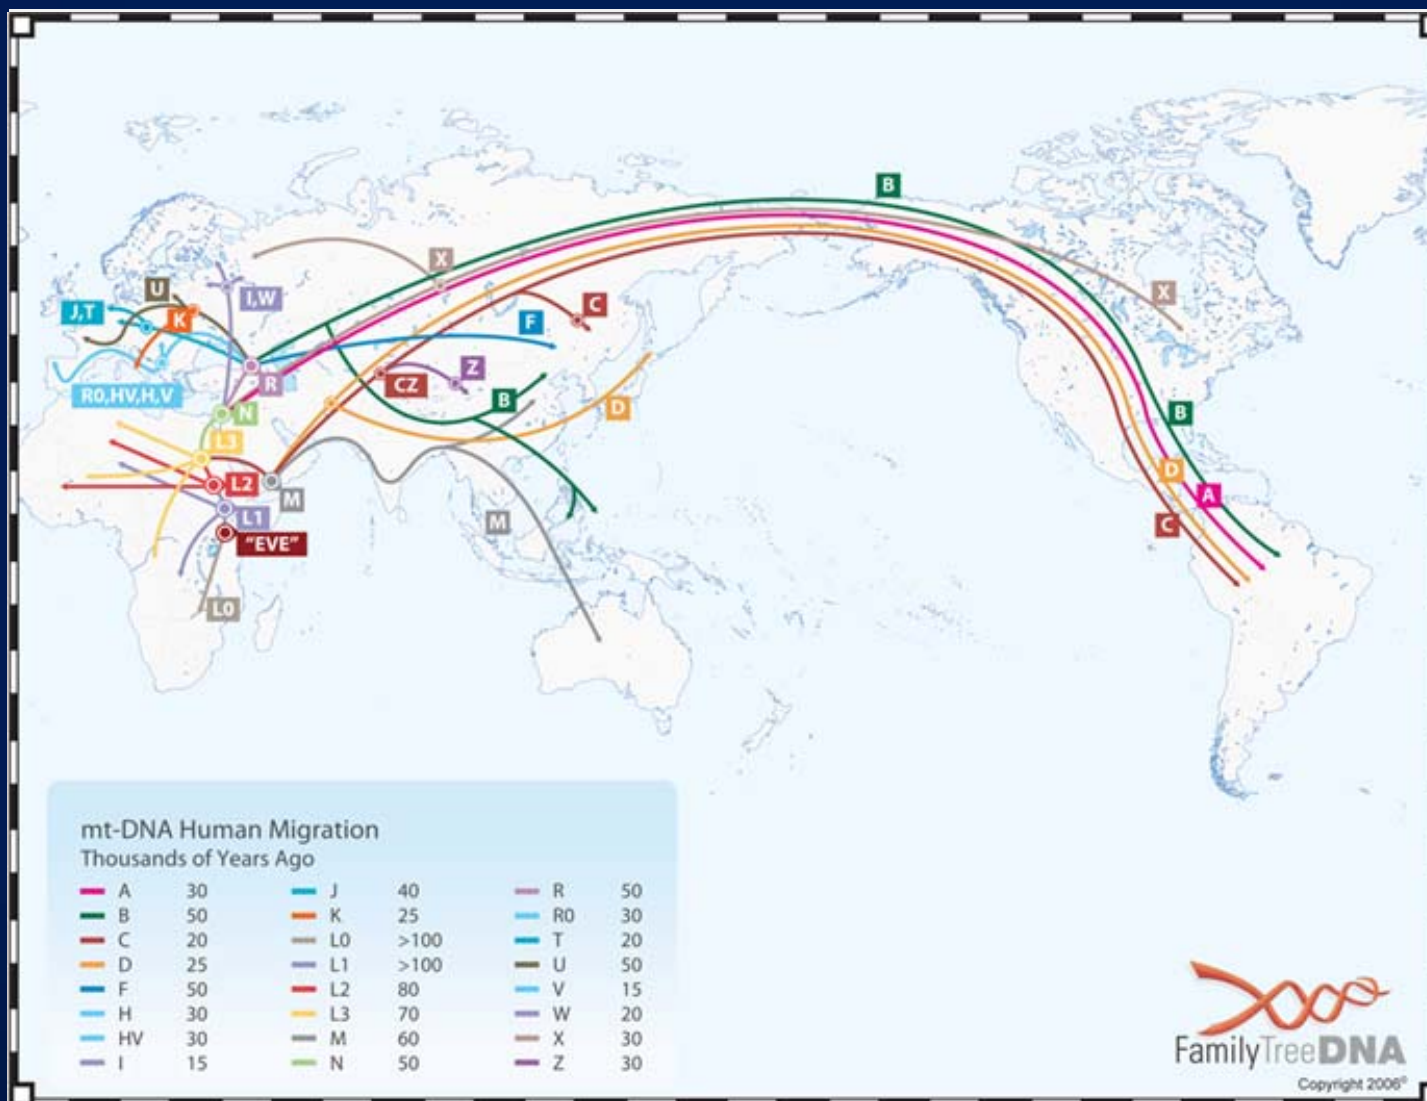 B
X
I,W
U
J,T
K
C
X
F
Z
CZ
R
R0,HV,H,V
N
B
D
B
L3
L2
M
D
A
L1
M
C
"EVE"
L0
mt-DNA Human Migration
Thousands of Years Ago
A 30 J 40 R 50
B 50 K 25 R0 30
C 20 L0 >100 T 20
D 25 L1 >100 U 50
F 50 L2 80 V 15
H 30 L3 70 W 20
HV 30 M 60 X 30
I 15 N 50 Z 30
FamilyTreeDNA
Copyright 2006©